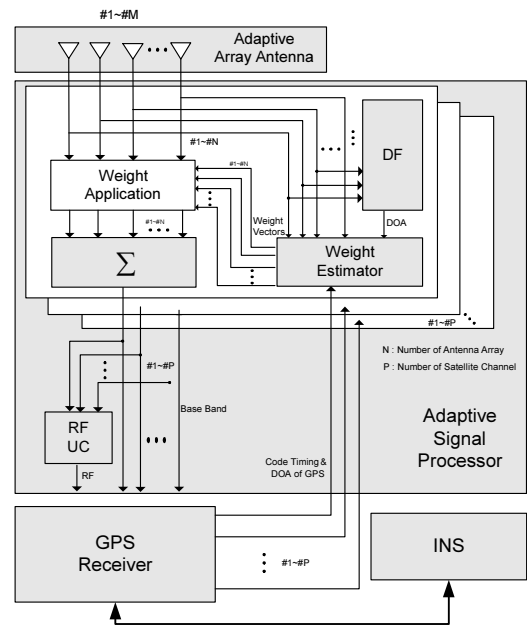 #1~#M
Adaptive
Array Antenna
#1~#N
DF
Weight
Application
#1~#N
DOA
#1~#N
Weight
Vectors
Weight
Estimator
Σ
#1~#P
N : Number of Antenna Array
P : Number of Satellite Channel
#1~#P
RF
UC
Base Band
Adaptive
Signal
Processor
RF
Code Timing &
DOA of GPS
GPS
Receiver
#1~#P
INS